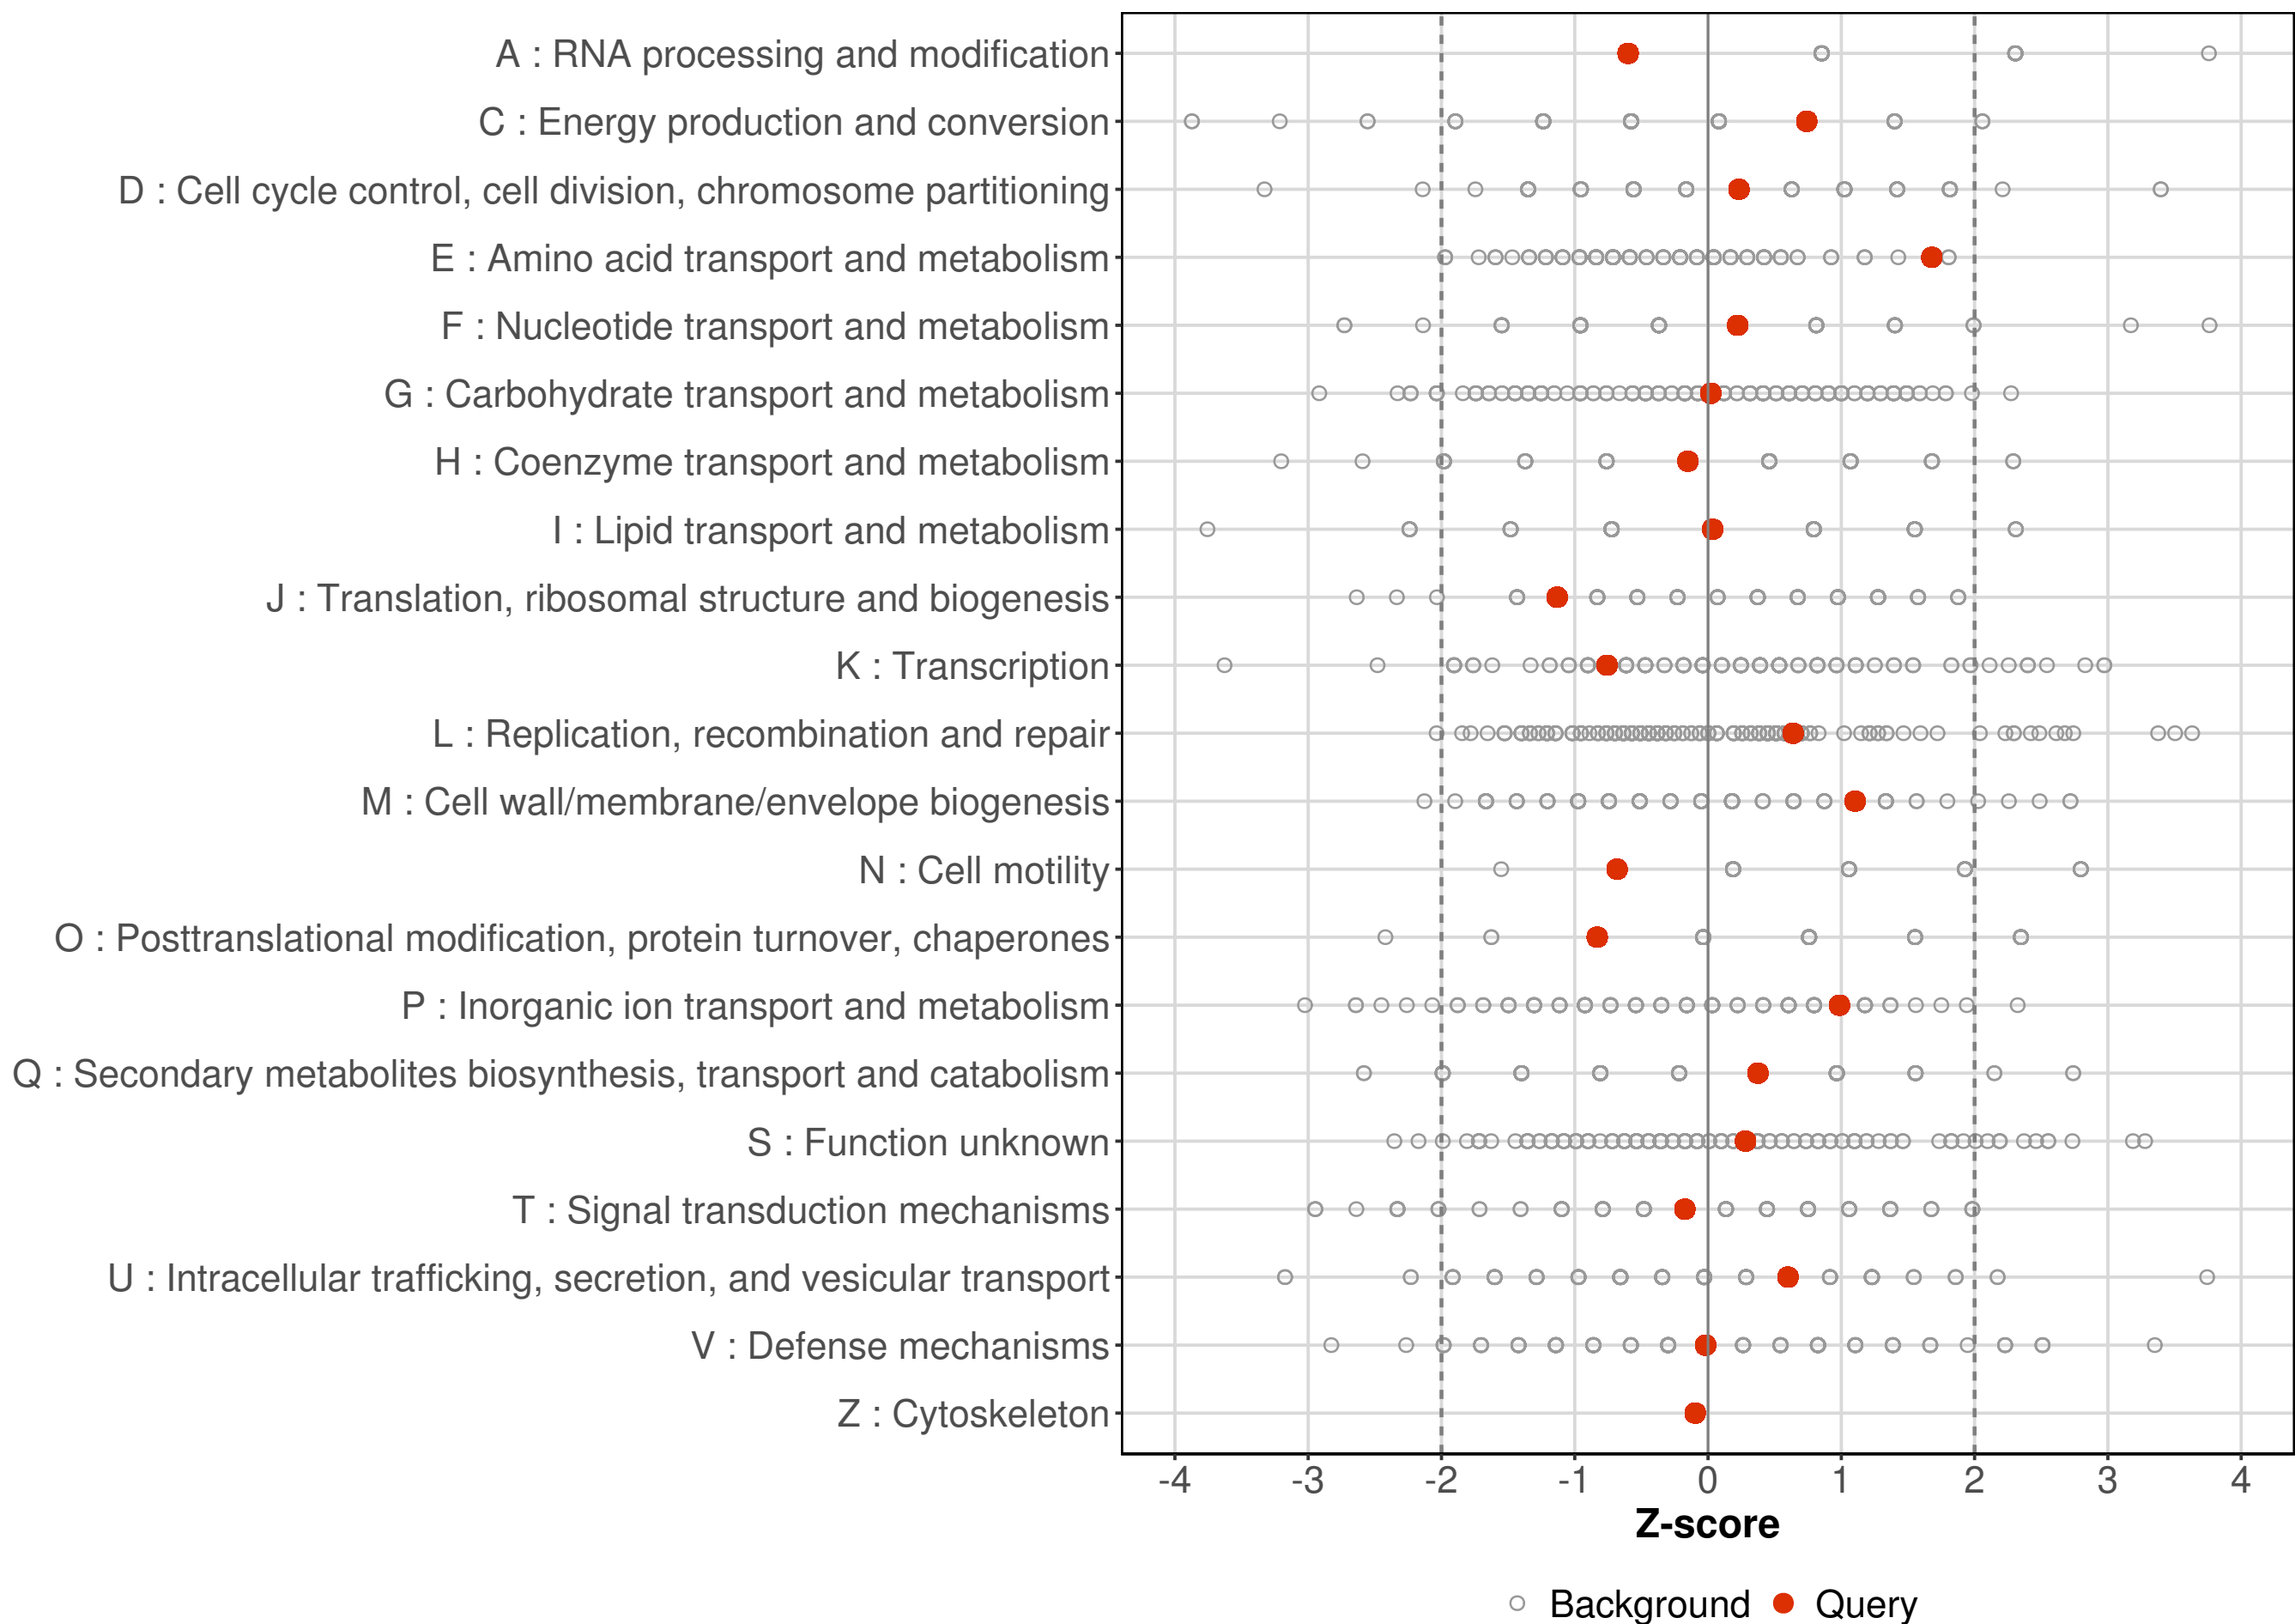 A : RNA processing and modification
C : Energy production and conversion
D : Cell cycle control, cell division, chromosome partitioning
E : Amino acid transport and metabolism
F : Nucleotide transport and metabolism
G : Carbohydrate transport and metabolism
H : Coenzyme transport and metabolism
I : Lipid transport and metabolism
J : Translation, ribosomal structure and biogenesis
K : Transcription
L : Replication, recombination and repair
M : Cell wall/membrane/envelope biogenesis
N : Cell motility
O : Posttranslational modification, protein turnover, chaperones
P : Inorganic ion transport and metabolism
Q : Secondary metabolites biosynthesis, transport and catabolism
S : Function unknown
T : Signal transduction mechanisms
U : Intracellular trafficking, secretion, and vesicular transport
V : Defense mechanisms
Z : Cytoskeleton
-4 -3 -2 -1 0 1 2 3 4
Z-score
Background Query